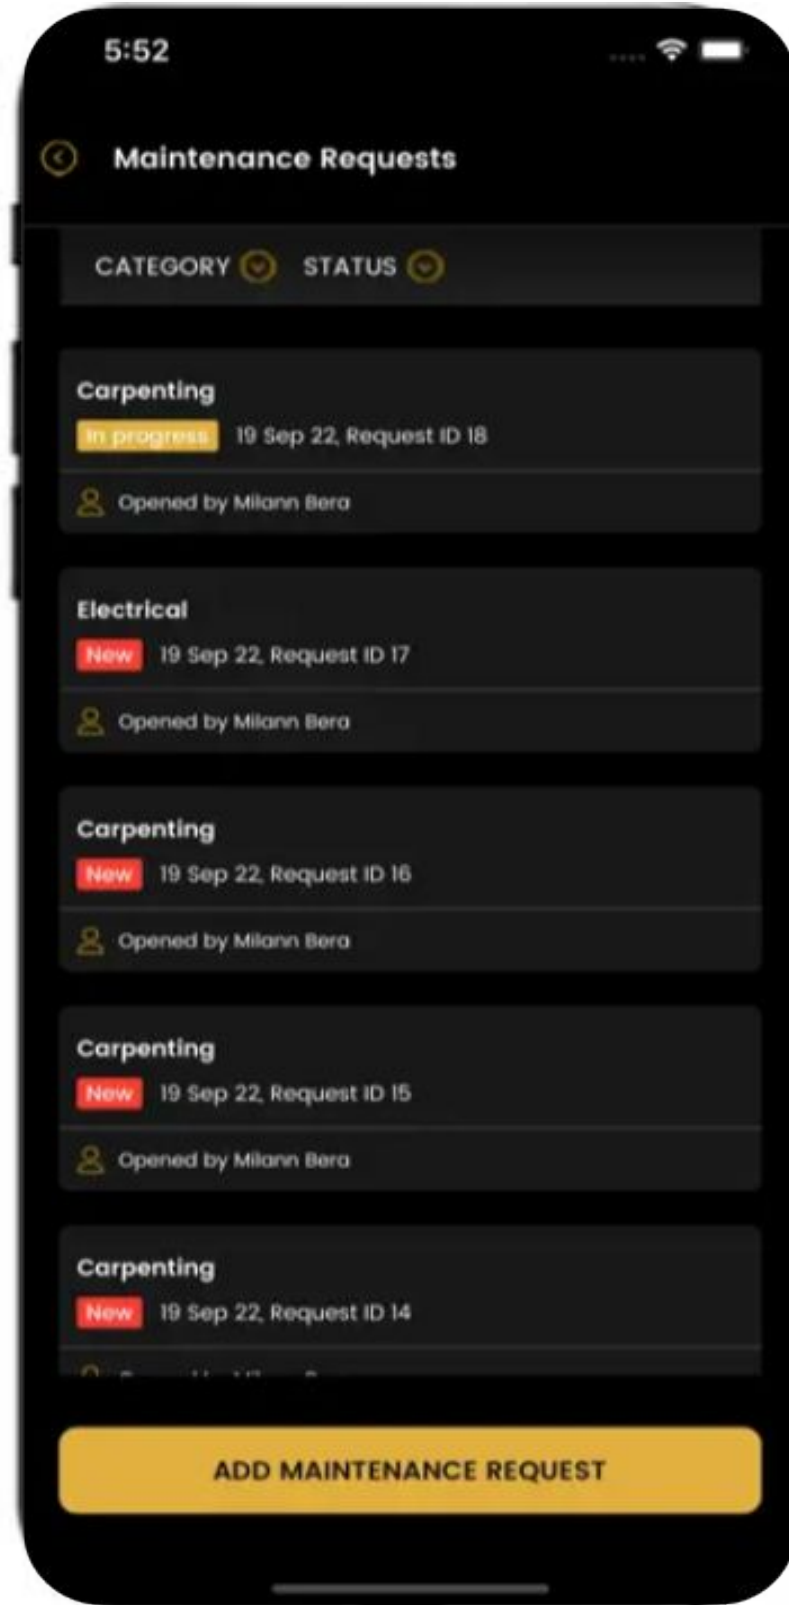 5:52
Maintenance Requests
CATEGORY STATUS
Carpenting
In progress 19 Sep 22, Request ID 18
Opened by Milann Bera
Electrical
New 19 Sep 22, Request ID 17
Opened by Milann Bera
Carpenting
New 19 Sep 22, Request ID 16
Opened by Milann Bera
Carpenting
New 19 Sep 22, Request ID 15
Opened by Milann Bera
Carpenting
New 19 Sep 22, Request ID 14
ADD MAINTENANCE REQUEST